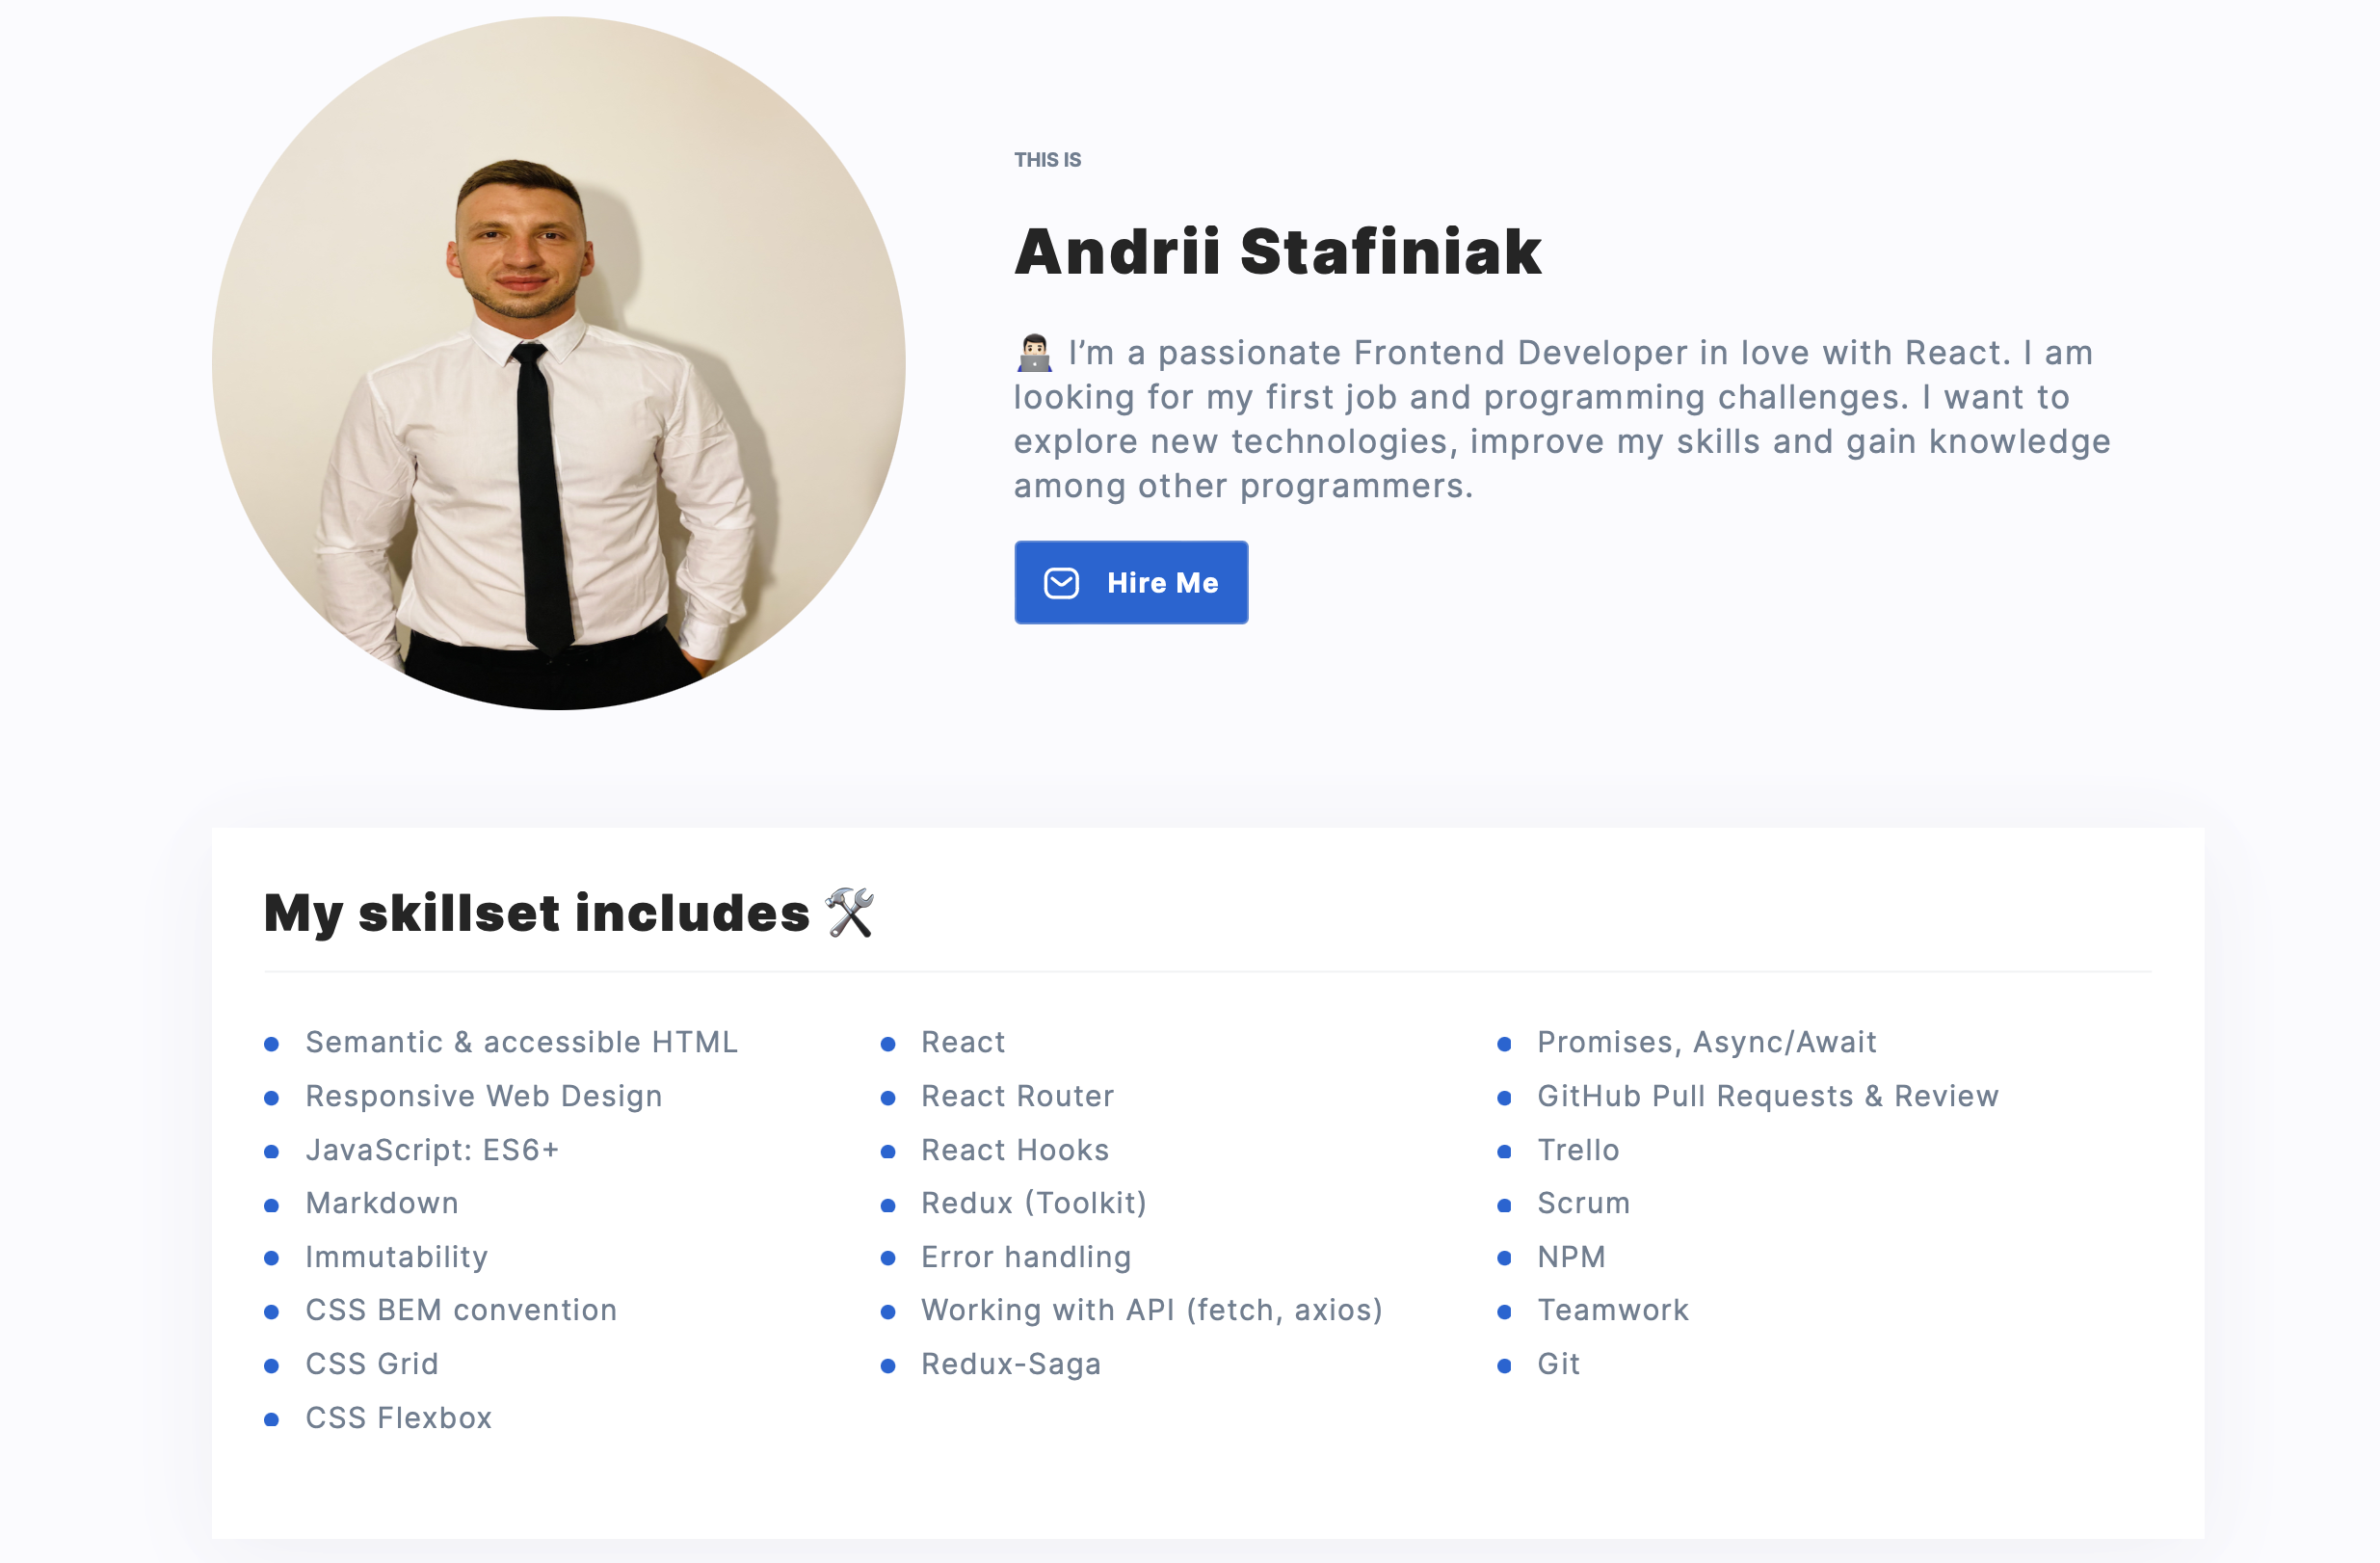 THIS IS
Andrii Stafiniak
👨🏻‍💻 I’m a passionate Frontend Developer in love with React. I am
looking for my first job and programming challenges. I want to
explore new technologies, improve my skills and gain knowledge
among other programmers.
Hire Me
My skillset includes 🛠
Semantic & accessible HTML
Responsive Web Design
JavaScript: ES6+
Markdown
Immutability
CSS BEM convention
CSS Grid
CSS Flexbox
React
React Router
React Hooks
Redux (Toolkit)
Error handling
Working with API (fetch, axios)
Redux-Saga
Promises, Async/Await
GitHub Pull Requests & Review
Trello
Scrum
NPM
Teamwork
Git